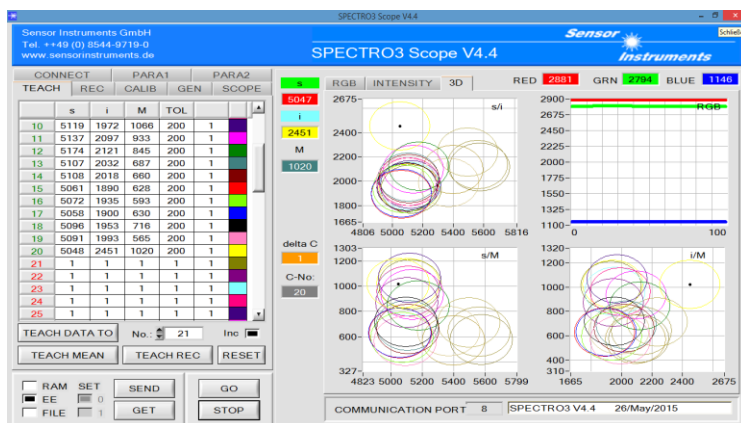 SPECTRO3 Scope V4.4
Schließ
Sensor Instruments GmbH
Tel. ++49 (0) 8544-9719-0
www.sensorinstruments.de
SPECTRO3 Scope V4.4
Sensor
Instruments
CONNECT PARA1 PARA2
TEACH REC CALIB GEN SCOPE
s i M TOL
10 5119 1972 1066 200 1
11 5137 2097 933 200 1
12 5174 2121 845 200 1
13 5107 2032 687 200 1
14 5108 2018 660 200 1
15 5061 1890 628 200 1
16 5072 1935 593 200 1
17 5058 1900 630 200 1
18 5096 1953 716 200 1
19 5091 1993 565 200 1
20 5048 2451 1020 200 1
21 1 1 1 1 1
22 1 1 1 1 1
23 1 1 1 1 1
24 1 1 1 1 1
25 1 1 1 1 1
TEACH DATA TO No.: 21 Inc
TEACH MEAN TEACH REC RESET
RAM SET SEND GO
EE 0
FILE 1 GET STOP
s
5047
i
2451
M
1020
delta C
1
C-No:
20
RGB INTENSITY 3D RED 2881 GRN 2794 BLUE 1146
s/i
2675-
2400-
2200-
2000-
1800-
1665-
4806 5000 5200 5400 5600 5816
RGB
2900-
2675-
2450-
2225-
2000-
1775-
1550-
1325-
1100-
0 100
s/M
1303-
1200-
1000-
800-
600-
327-
4823 5000 5200 5400 5600 5799
i/M
1320-
1200-
1000-
800-
600-
400-
310-
1665 2000 2200 2400 2675
COMMUNICATION PORT 8 SPECTRO3 V4.4 26/May/2015